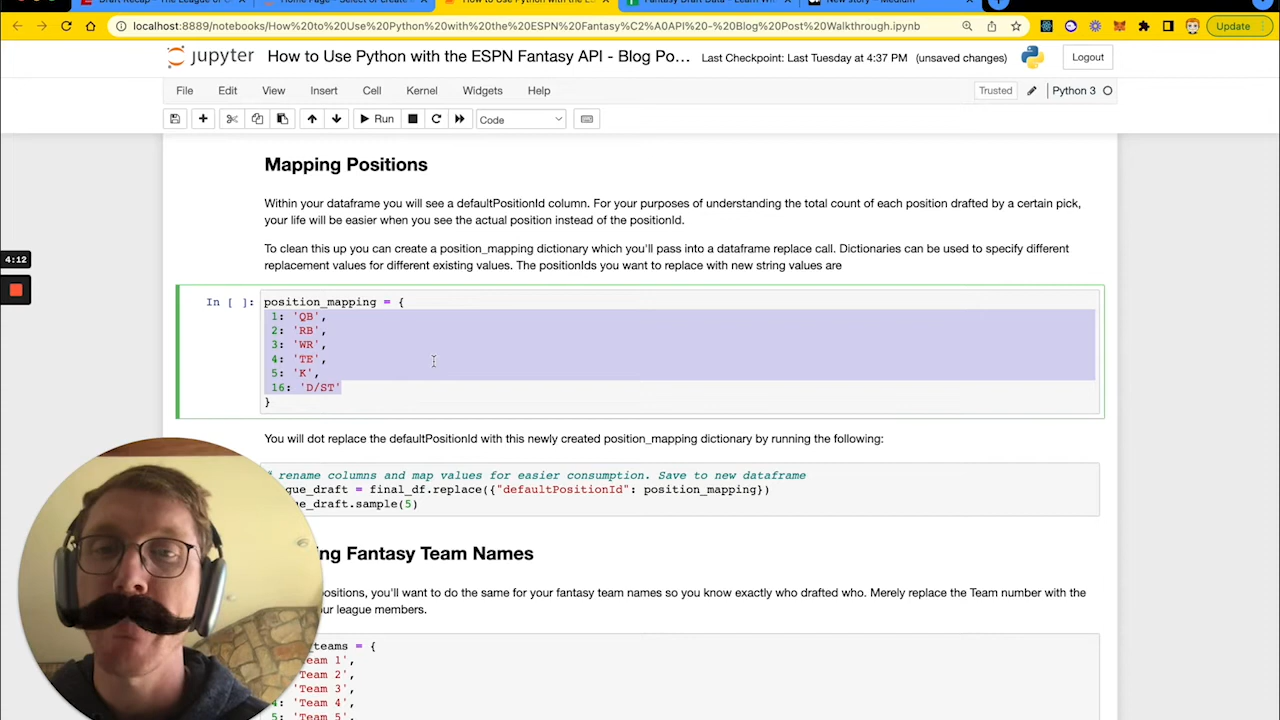 localhost:8889/notebooks/How%20to%20Use%20Python%20with%20the%20ESPN%20Fantasy%C2%A0API%20-%20Blog%20Post%20Walkthrough.ipynb
Update
jupyter How to Use Python with the ESPN Fantasy API - Blog Po... Last Checkpoint: Last Tuesday at 4:37 PM (unsaved changes)
Logout
File Edit View Insert Cell Kernel Widgets Help
Trusted
Python 3
Run
Code
Mapping Positions
Within your dataframe you will see a defaultPositionId column. For your purposes of understanding the total count of each position drafted by a certain pick,
your life will be easier when you see the actual position instead of the positionId.
To clean this up you can create a position_mapping dictionary which you'll pass into a dataframe replace call. Dictionaries can be used to specify different
replacement values for different existing values. The positionIds you want to replace with new string values are
4:12
In [ ]: position_mapping = {
1: 'QB',
2: 'RB',
3: 'WR',
4: 'TE',
5: 'K',
16: 'D/ST'
}
You will dot replace the defaultPositionId with this newly created position_mapping dictionary by running the following:
rename columns and map values for easier consumption. Save to new dataframe
gue_draft = final_df.replace({"defaultPositionId": position_mapping})
ue_draft.sample(5)
ing Fantasy Team Names
ositions, you'll want to do the same for your fantasy team names so you know exactly who drafted who. Merely replace the Team number with the
ur league members.
teams = {
Team 1',
Team 2',
Team 3',
4: 'Team 4',
5: 'Team 5',